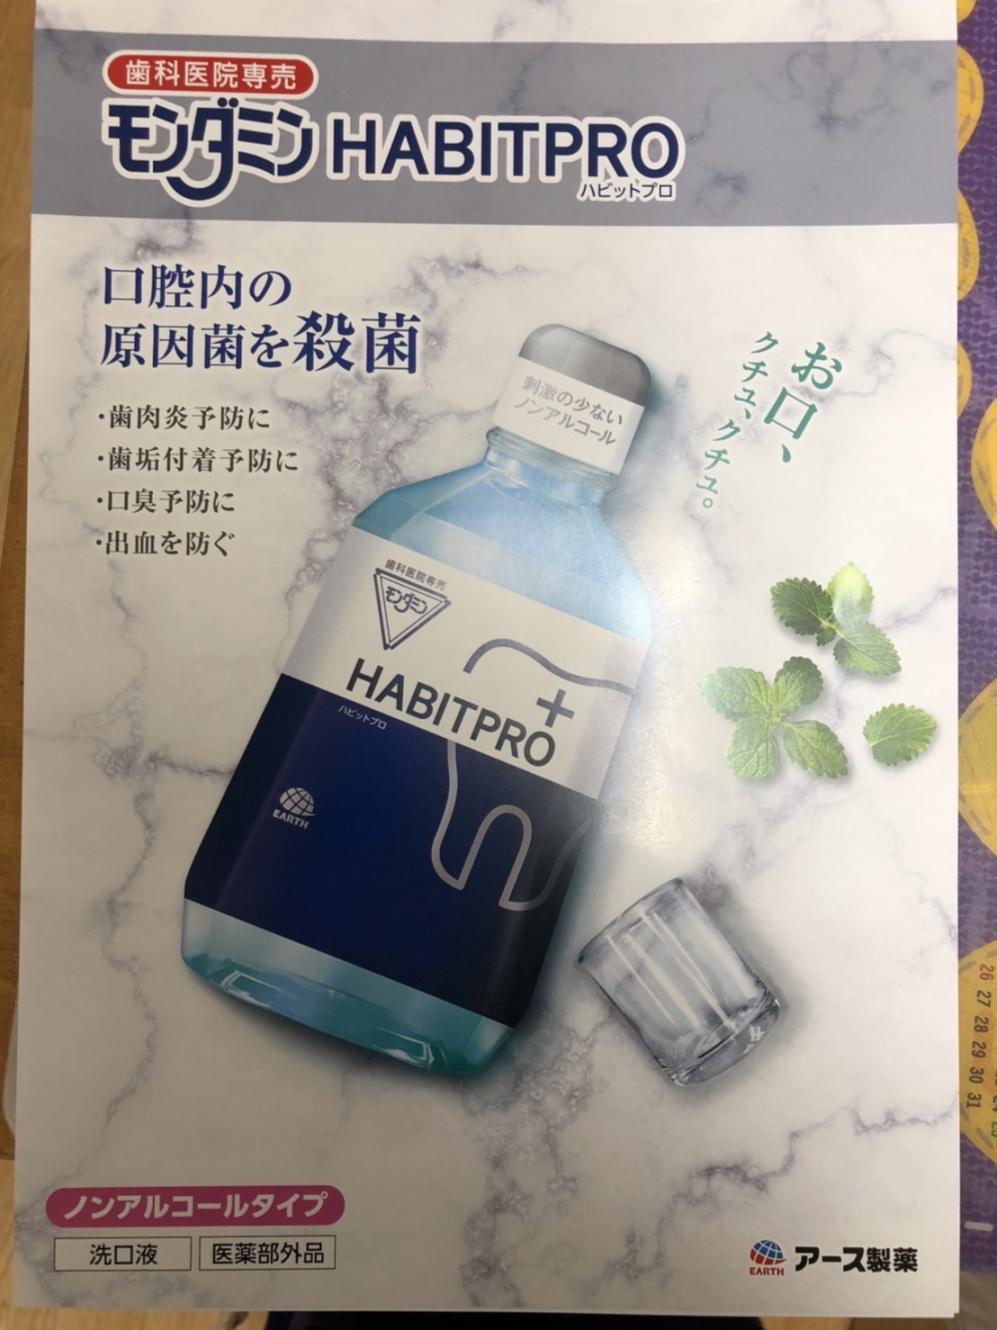 歯科医院専売
モンダミン HABITPRO
ハビットプロ
口腔内の
原因菌を殺菌
・歯肉炎予防に
・歯垢付着予防に
・口臭予防に
・出血を防ぐ
お口、
クチュ、クチュ。
刺激の少ない
ノンアルコール
歯科医院専売
モンダミン
HABITPRO
ハビットプロ
EARTH
ノンアルコールタイプ
洗口液 医薬部外品
EARTH アース製薬
26 27 28 29 30 31